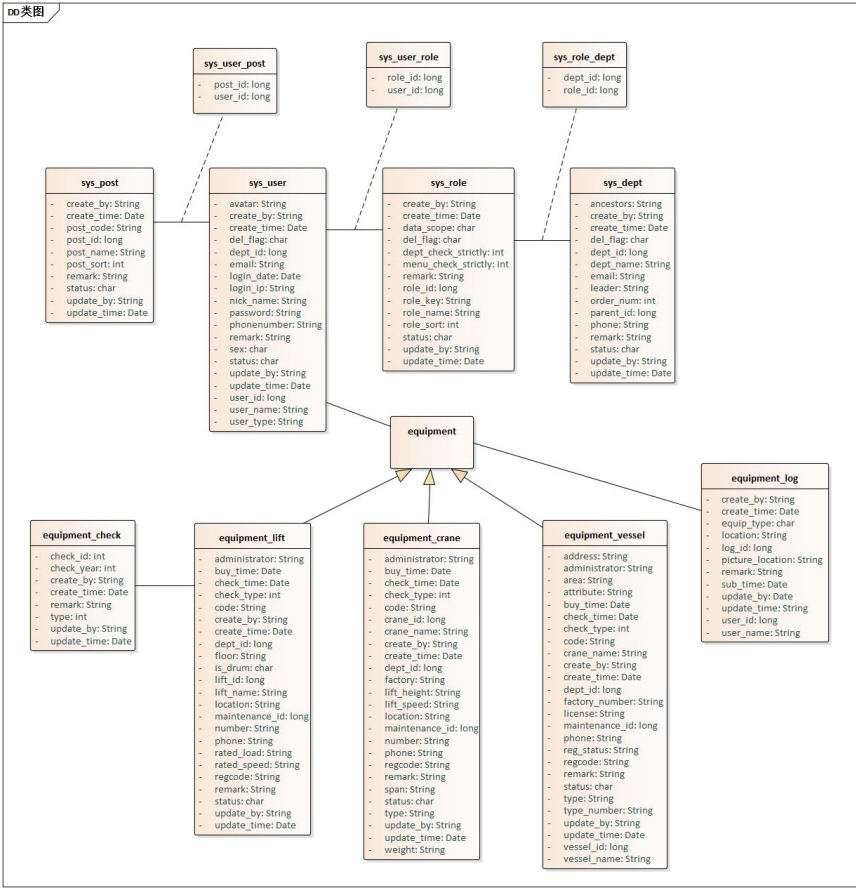 DD类图
sys_user_post
- post_id: long
- user_id: long
sys_user_role
- role_id: long
- user_id: long
sys_role_dept
- dept_id: long
- role_id: long
sys_post
- create_by: String
- create_time: Date
- post_code: String
- post_id: long
- post_name: String
- post_sort: int
- remark: String
- status: char
- update_by: String
- update_time: Date
sys_user
- avatar: String
- create_by: String
- create_time: Date
- del_flag: char
- dept_id: long
- email: String
- login_date: Date
- login_ip: String
- nick_name: String
- password: String
- phonenumber: String
- remark: String
- sex: char
- status: char
- update_by: String
- update_time: Date
- user_id: long
- user_name: String
- user_type: String
sys_role
- create_by: String
- create_time: Date
- data_scope: char
- del_flag: char
- dept_check_strictly: int
- menu_check_strictly: int
- remark: String
- role_id: long
- role_key: String
- role_name: String
- role_sort: int
- status: char
- update_by: String
- update_time: Date
sys_dept
- ancestors: String
- create_by: String
- create_time: Date
- del_flag: char
- dept_id: long
- dept_name: String
- email: String
- leader: String
- order_num: int
- parent_id: long
- phone: String
- remark: String
- status: char
- update_by: String
- update_time: Date
equipment
equipment_log
- create_by: String
- create_time: Date
- equip_type: char
- location: String
- log_id: long
- picture_location: String
- remark: String
- sub_time: Date
- update_by: Date
- update_time: String
- user_id: long
- user_name: String
equipment_check
- check_id: int
- check_year: int
- create_by: String
- create_time: Date
- remark: String
- type: int
- update_by: String
- update_time: Date
equipment_lift
- administrator: String
- buy_time: Date
- check_time: Date
- check_type: int
- code: String
- create_by: String
- create_time: Date
- dept_id: long
- floor: String
- is_drum: char
- lift_id: long
- lift_name: String
- location: String
- maintenance_id: long
- number: String
- phone: String
- rated_load: String
- rated_speed: String
- regcode: String
- remark: String
- status: char
- update_by: String
- update_time: Date
equipment_crane
- administrator: String
- buy_time: Date
- check_time: Date
- check_type: int
- code: String
- crane_id: long
- crane_name: String
- create_by: String
- create_time: Date
- dept_id: long
- factory: String
- lift_height: String
- lift_speed: String
- location: String
- maintenance_id: long
- number: String
- phone: String
- regcode: String
- remark: String
- span: String
- status: char
- type: String
- update_by: String
- update_time: Date
- weight: String
equipment_vessel
- address: String
- administrator: String
- area: String
- attribute: String
- buy_time: Date
- check_time: Date
- check_type: int
- code: String
- crane_name: String
- create_by: String
- create_time: Date
- dept_id: long
- factory_number: String
- license: String
- maintenance_id: long
- phone: String
- reg_status: String
- regcode: String
- remark: String
- status: char
- type: String
- type_number: String
- update_by: String
- update_time: Date
- vessel_id: long
- vessel_name: String